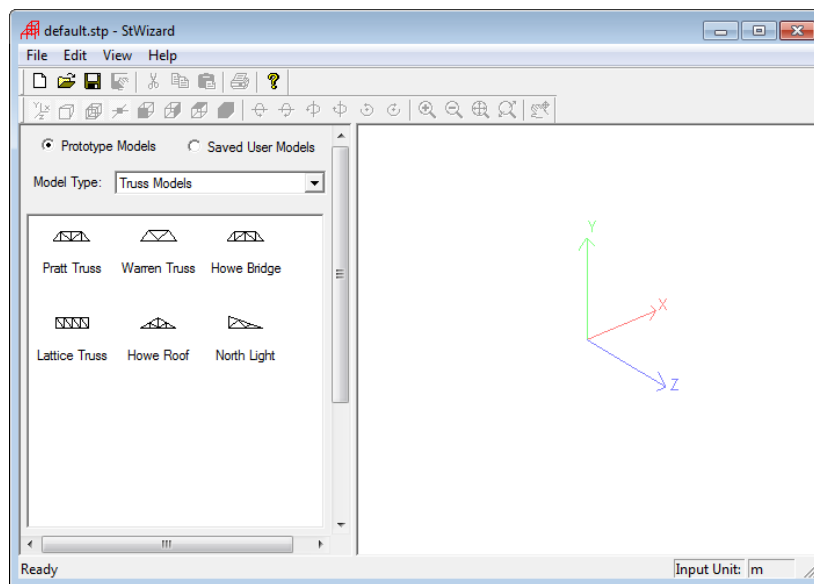 default.stp - StWizard
File Edit View Help
Prototype Models Saved User Models
Model Type: Truss Models
Pratt Truss Warren Truss Howe Bridge
Lattice Truss Howe Roof North Light
Y
X
Z
Ready Input Unit: m